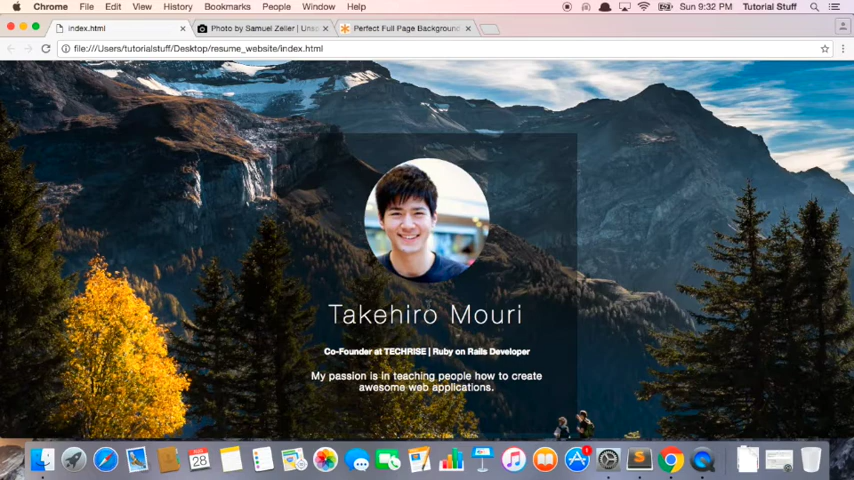 Chrome File Edit View History Bookmarks People Window Help Sun 9:32 PM Tutorial Stuff
index.html Photo by Samuel Zeller | Uns Perfect Full Page Background
file:///Users/tutorialstuff/Desktop/resume_website/index.html
Takehiro Mouri
Co-Founder at TECHRISE | Ruby on Rails Developer
My passion is in teaching people how to create
awesome web applications.
28